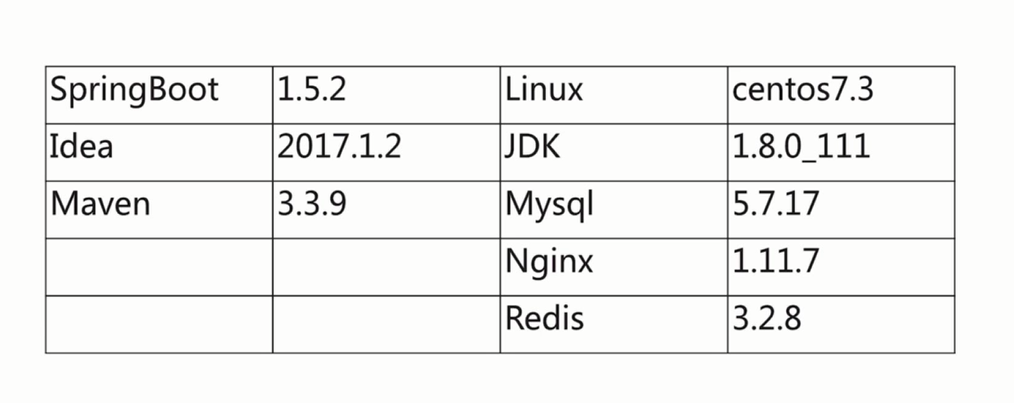 SpringBoot 1.5.2 Linux centos7.3
Idea 2017.1.2 JDK 1.8.0_111
Maven 3.3.9 Mysql 5.7.17
Nginx 1.11.7
Redis 3.2.8